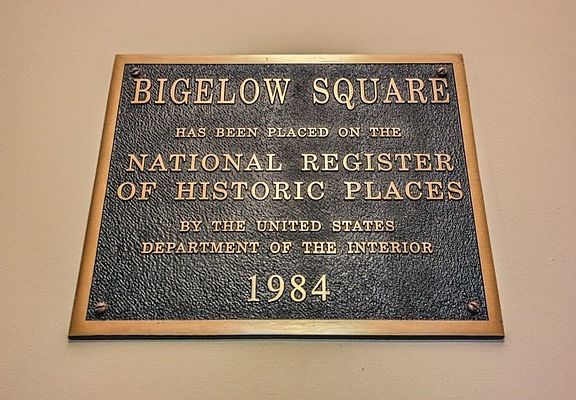 BIGELOW SQUARE
HAS BEEN PLACED ON THE
NATIONAL REGISTER
OF HISTORIC PLACES
BY THE UNITED STATES
DEPARTMENT OF THE INTERIOR
1984